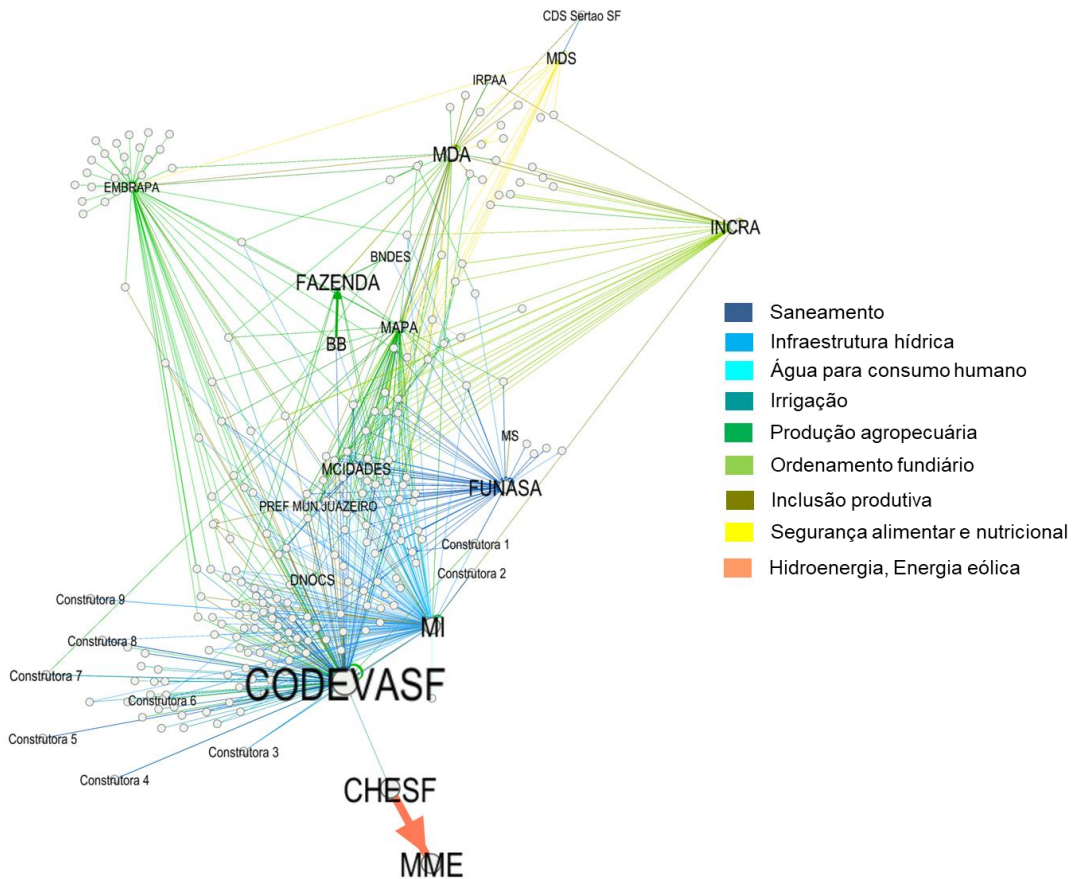 CDS Sertao SF
MDS
IRPAA
MDA
EMBRAPA
INCRA
BNDES
FAZENDA
MAPA
BB
MS
MCIDADES
FUNASA
PREF MUN JUAZEIRO
Construtora 1
Construtora 2
DNOCS
Construtora 9
MI
Construtora 8
Construtora 7
CODEVASF
Construtora 6
Construtora 5
Construtora 3
Construtora 4
CHESF
MME
Saneamento
Infraestrutura hídrica
Água para consumo humano
Irrigação
Produção agropecuária
Ordenamento fundiário
Inclusão produtiva
Segurança alimentar e nutricional
Hidroenergia, Energia eólica